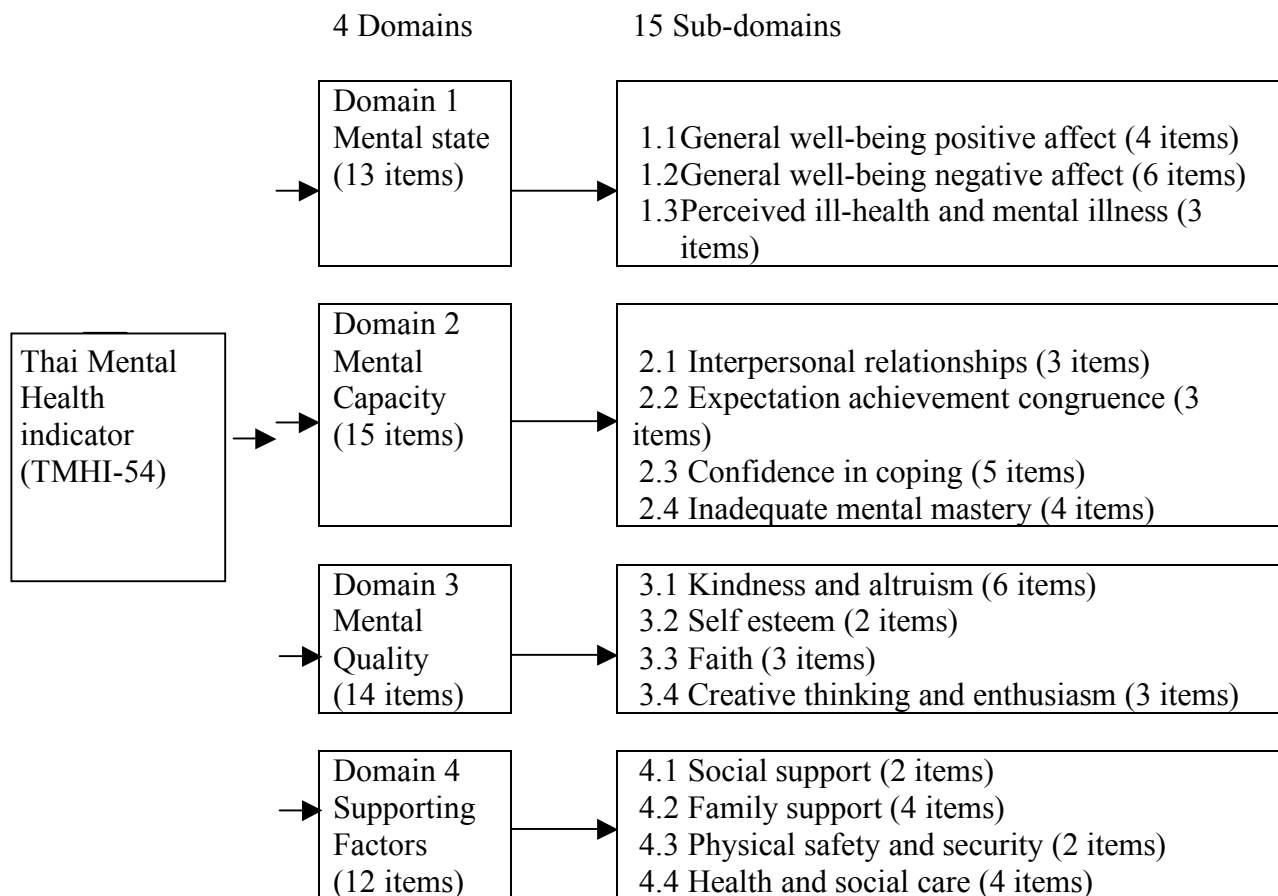 4 Domains
15 Sub-domains
Domain 1
Mental state
(13 items)
1.1General well-being positive affect (4 items)
1.2General well-being negative affect (6 items)
1.3Perceived ill-health and mental illness (3
items)
Thai Mental
Health
indicator
(TMHI-54)
Domain 2
Mental
Capacity
(15 items)
2.1 Interpersonal relationships (3 items)
2.2 Expectation achievement congruence (3
items)
2.3 Confidence in coping (5 items)
2.4 Inadequate mental mastery (4 items)
Domain 3
Mental
Quality
(14 items)
3.1 Kindness and altruism (6 items)
3.2 Self esteem (2 items)
3.3 Faith (3 items)
3.4 Creative thinking and enthusiasm (3 items)
Domain 4
Supporting
Factors
(12 items)
4.1 Social support (2 items)
4.2 Family support (4 items)
4.3 Physical safety and security (2 items)
4.4 Health and social care (4 items)